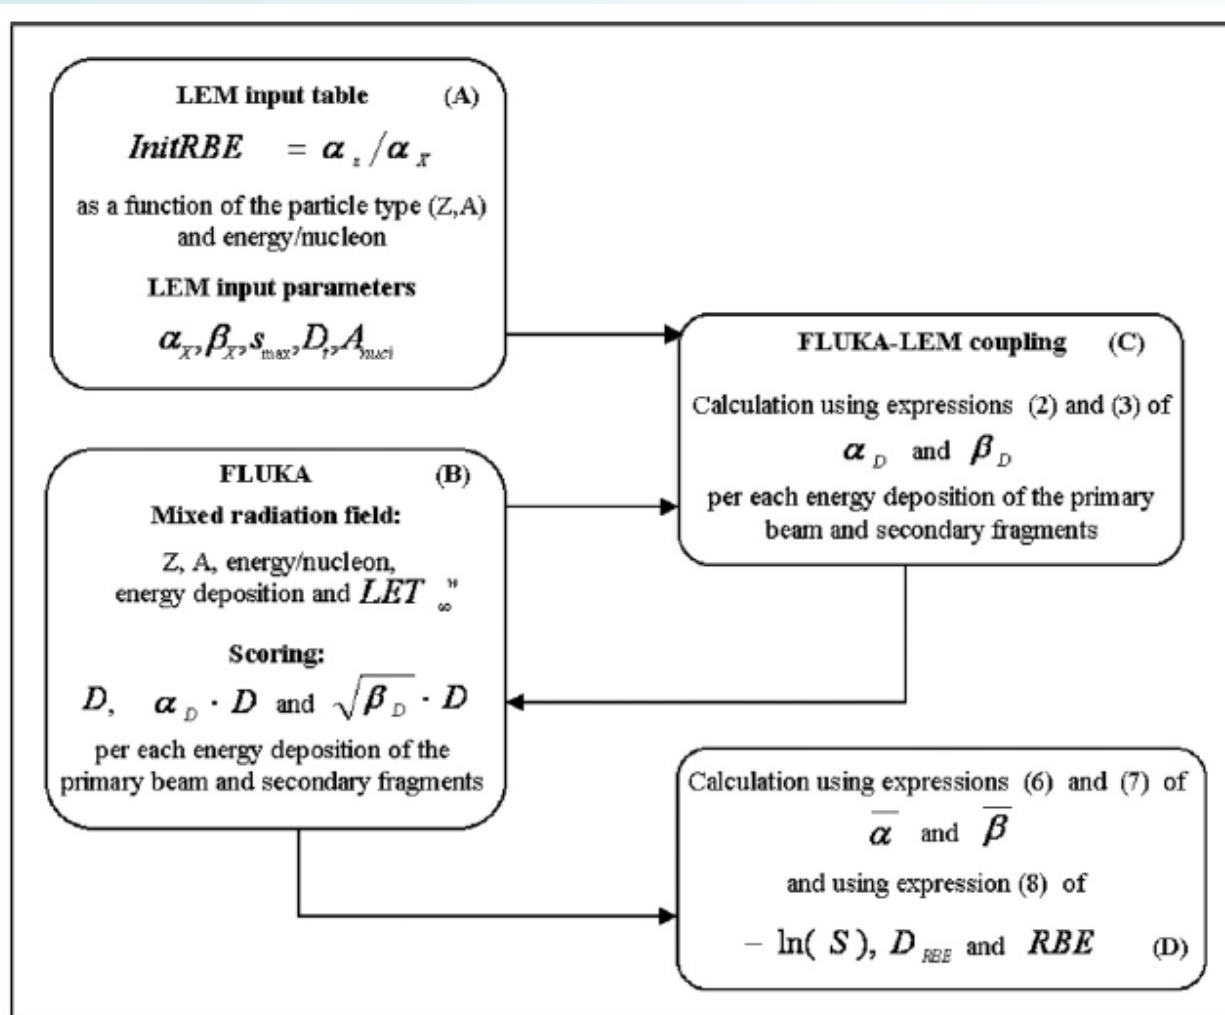 LEM input table (A)
InitRBE = α_z/α_X
as a function of the particle type (Z,A)
and energy/nucleon
LEM input parameters
α_X, β_X, s_max, D_t, A_nucl
FLUKA (B)
Mixed radiation field:
Z, A, energy/nucleon,
energy deposition and LET_∞^w
Scoring:
D, α_D · D and √β_D · D
per each energy deposition of the
primary beam and secondary fragments
FLUKA-LEM coupling (C)
Calculation using expressions (2) and (3) of
α_D and β_D
per each energy deposition of the primary
beam and secondary fragments
Calculation using expressions (6) and (7) of
α̅ and β̅
and using expression (8) of
− ln( S ), D_RBE and RBE (D)